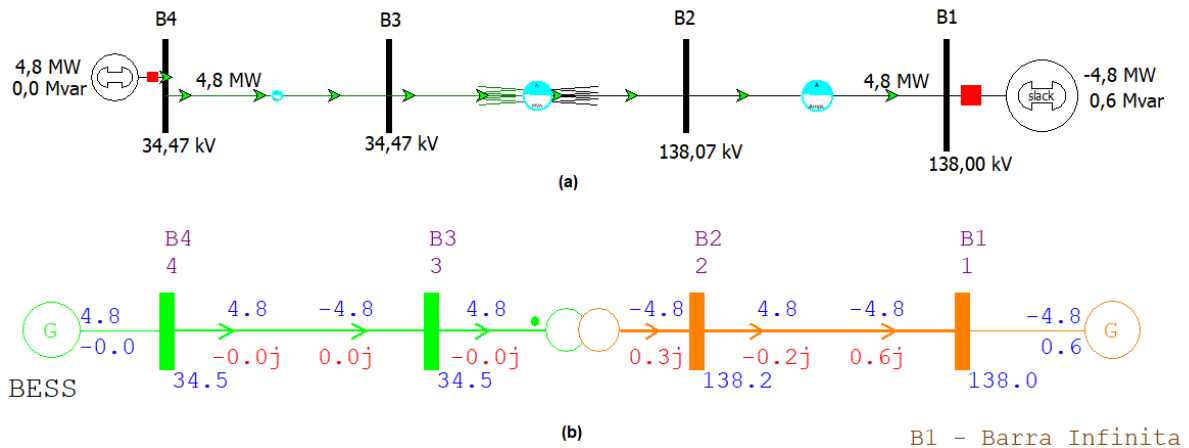 B4 B3 B2 B1
4,8 MW
0,0 Mvar
4,8 MW
A
MVA
A
Amps
4,8 MW
slack
-4,8 MW
0,6 Mvar
34,47 kV 34,47 kV 138,07 kV 138,00 kV
(a)
B4 B3 B2 B1
4 3 2 1
G 4.8 4.8 -4.8 4.8 -4.8 4.8 -4.8 -4.8 G
-0.0 -0.0j 0.0j -0.0j 0.3j -0.2j 0.6j 0.6
BESS 34.5 34.5 138.2 138.0
(b)
B1 - Barra Infinita